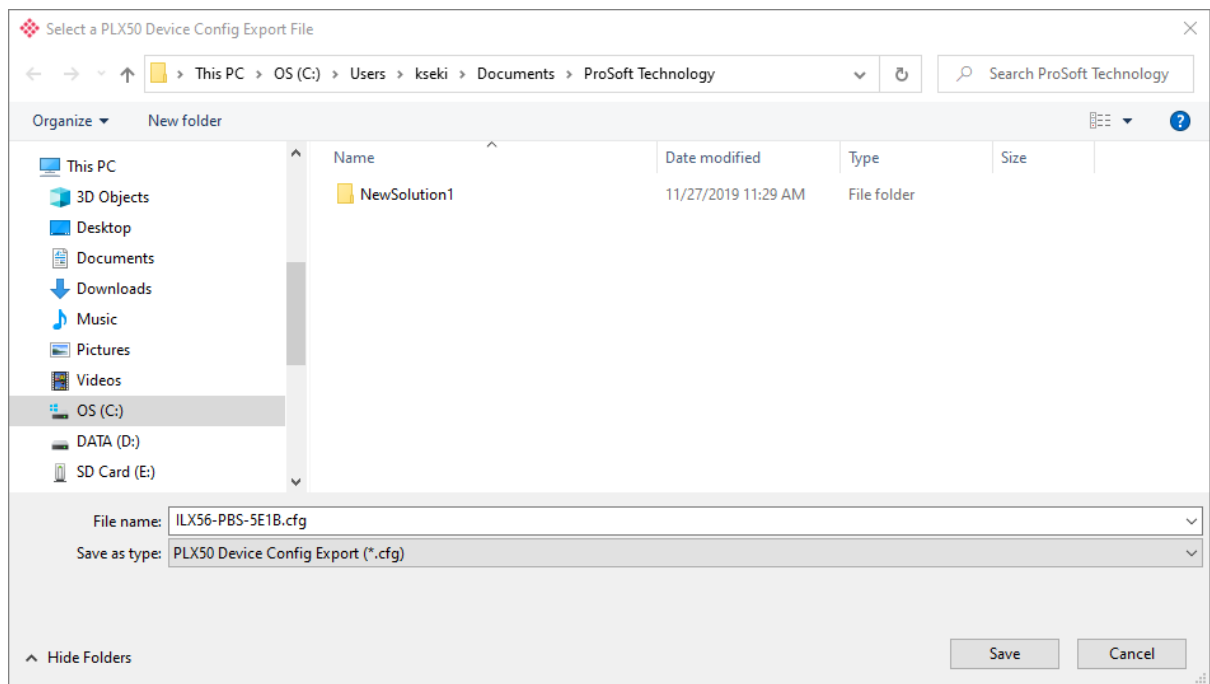 Select a PLX50 Device Config Export File
This PC > OS (C:) > Users > kseki > Documents > ProSoft Technology
Search ProSoft Technology
Organize New folder
?
Name Date modified Type Size
NewSolution1 11/27/2019 11:29 AM File folder
This PC
3D Objects
Desktop
Documents
Downloads
Music
Pictures
Videos
OS (C:)
DATA (D:)
SD Card (E:)
File name: ILX56-PBS-5E1B.cfg
Save as type: PLX50 Device Config Export (*.cfg)
Hide Folders
Save Cancel